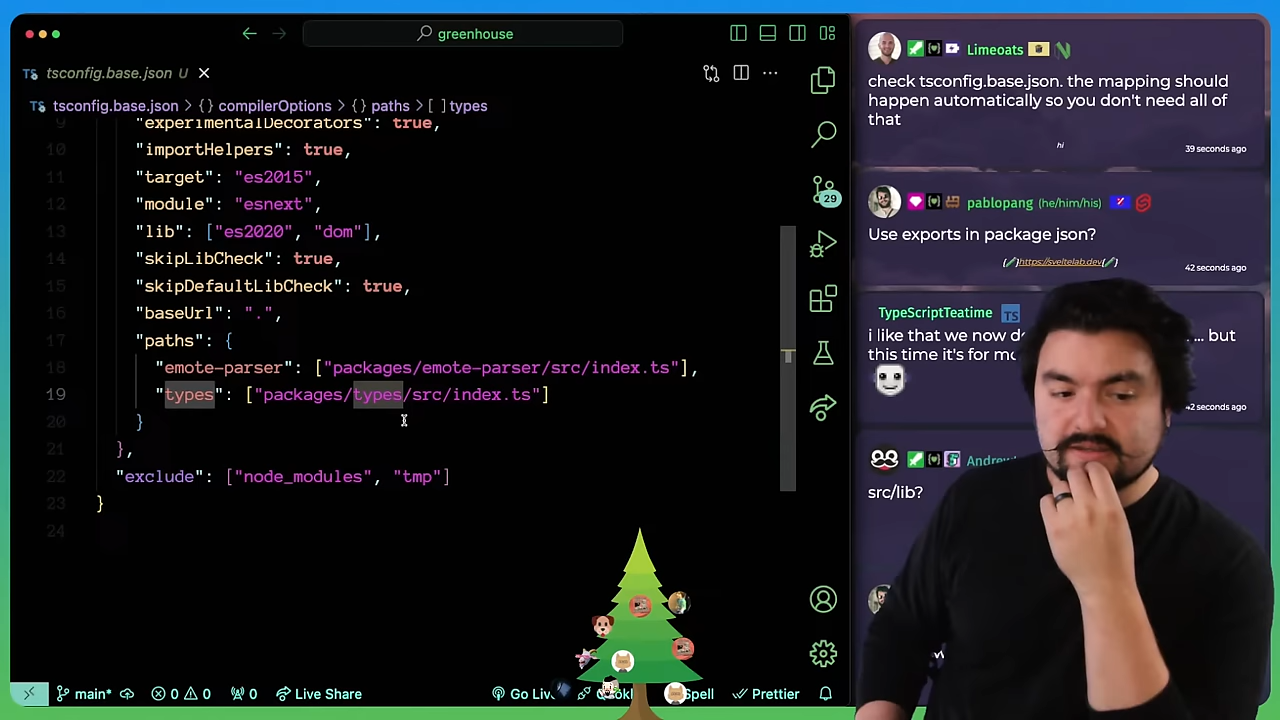 greenhouse
tsconfig.base.json U
tsconfig.base.json > {} compilerOptions > {} paths > [ ] types
9 "experimentalDecorators": true,
10 "importHelpers": true,
11 "target": "es2015",
12 "module": "esnext",
13 "lib": ["es2020", "dom"],
14 "skipLibCheck": true,
15 "skipDefaultLibCheck": true,
16 "baseUrl": ".",
17 "paths": {
18 "emote-parser": ["packages/emote-parser/src/index.ts"],
19 "types": ["packages/types/src/index.ts"]
20 }
21 },
22 "exclude": ["node_modules", "tmp"]
23 }
24
29
main*
0 0
0
Live Share
Go Liv
Spell
Prettier
Limeoats
check tsconfig.base.json. the mapping should
happen automatically so you don't need all of
that
hi
39 seconds ago
pablopang (he/him/his)
Use exports in package json?
https://sveltelab.dev
42 seconds ago
TypeScriptTeatime TS
i like that we now do ... but
this time it's for mo
42 seconds ago
Andrew
src/lib?